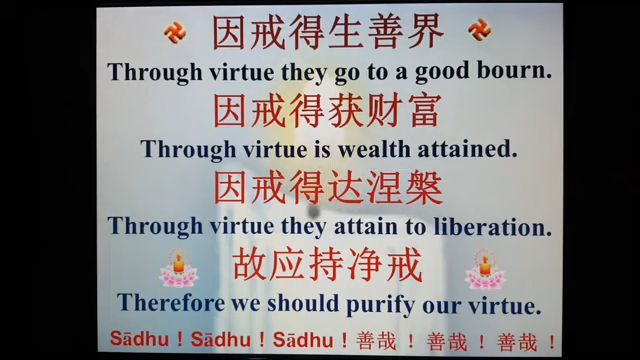 因戒得生善界
Through virtue they go to a good bourn.
因戒得获财富
Through virtue is wealth attained.
因戒得达涅槃
Through virtue they attain to liberation.
故应持净戒
Therefore we should purify our virtue.
Sādhu ! Sādhu ! Sādhu ! 善哉 ! 善哉 ! 善哉 !